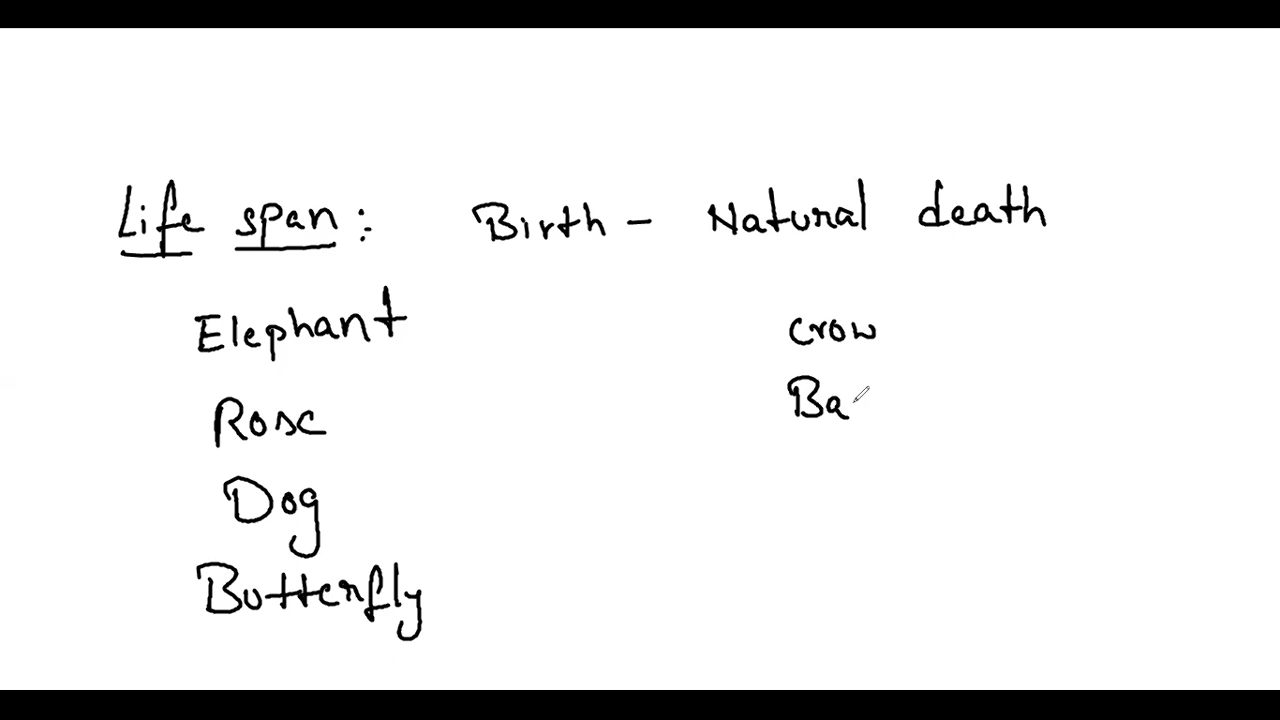 Life span: Birth - Natural death
Elephant
Crow
Rose
Ba
Dog
Butterfly